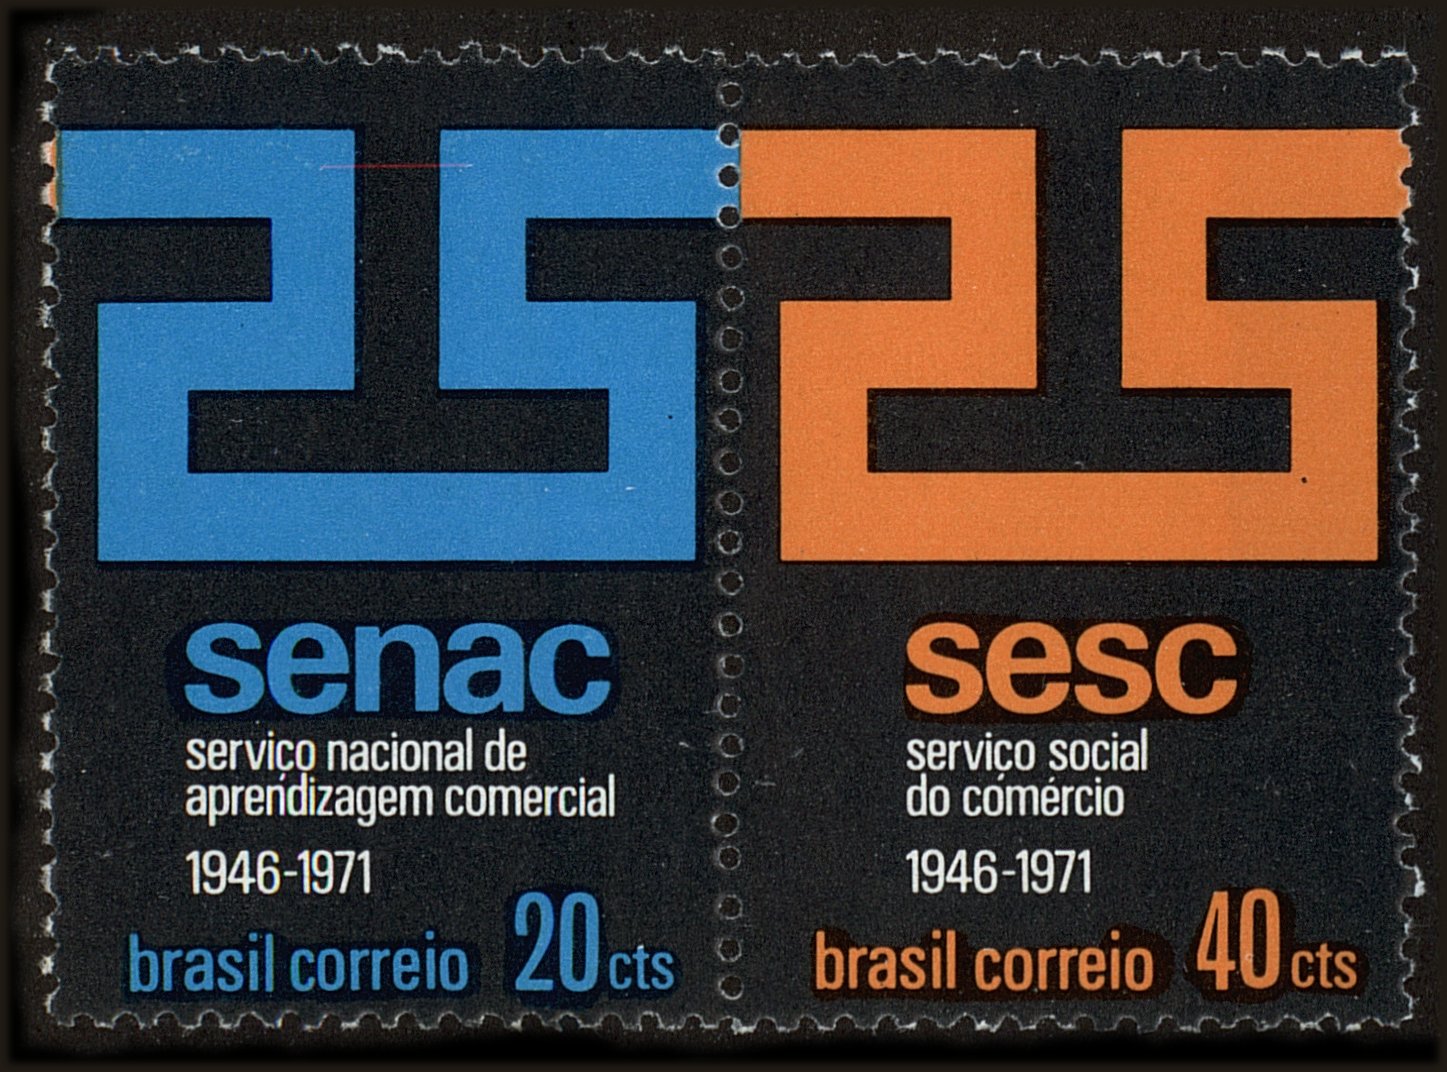 25
senac
serviço nacional de
aprendizagem comercial
1946-1971
brasil correio 20 cts
25
sesc
serviço social
do comércio
1946-1971
brasil correio 40 cts